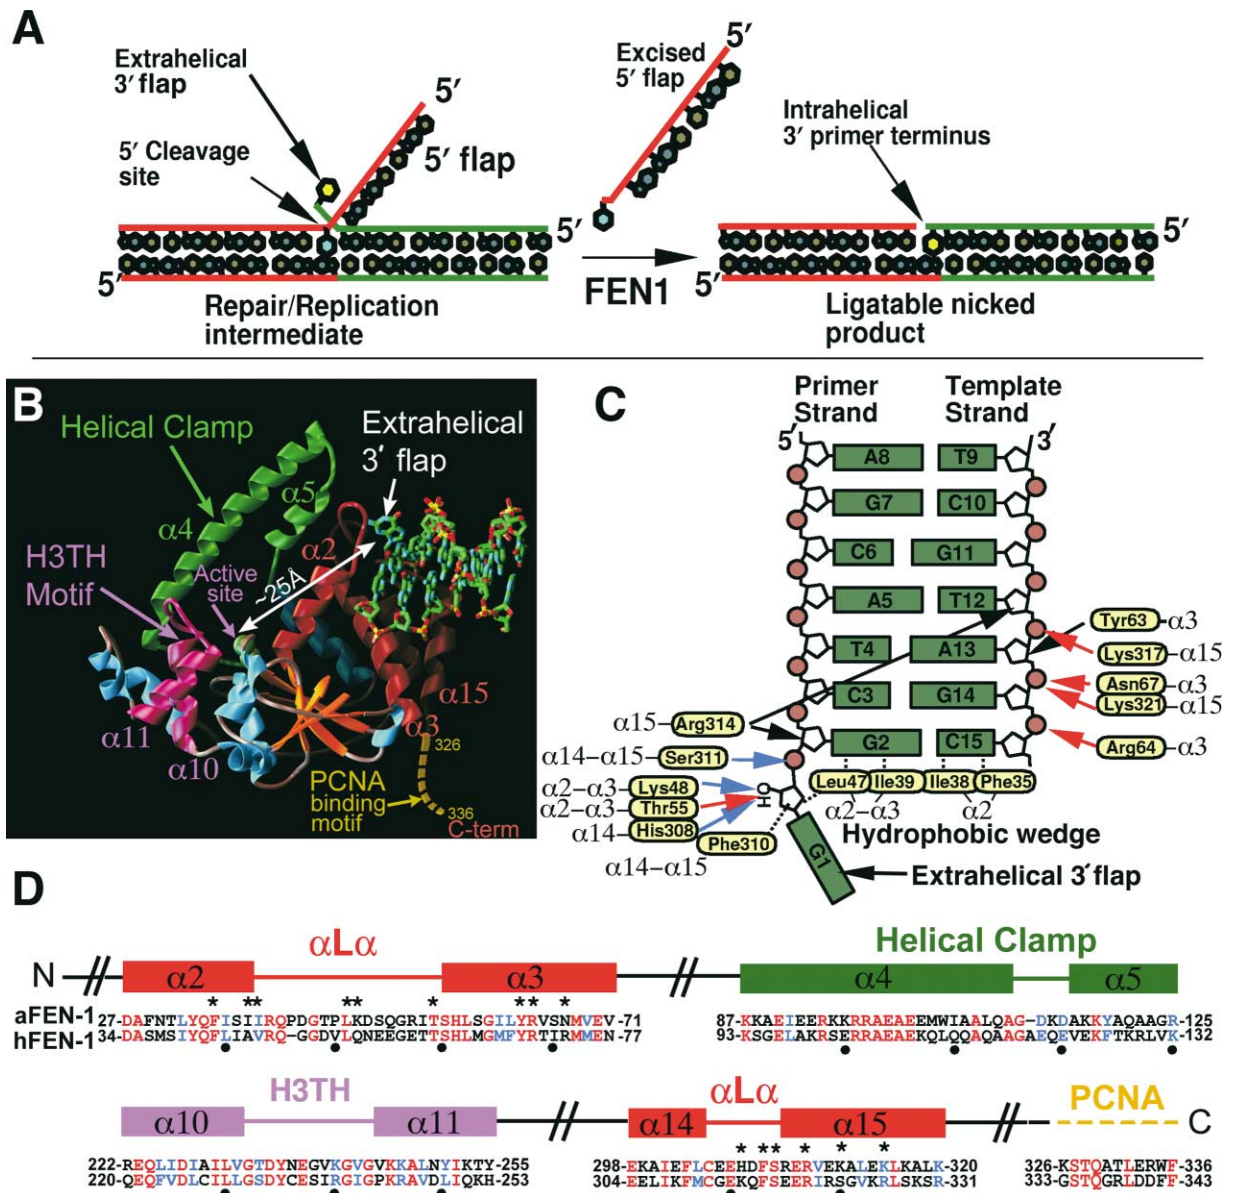 A
Extrahelical
3′ flap
5′ Cleavage
site
5′
5′ flap
5′
5′
Repair/Replication
intermediate
Excised
5′ flap
5′
FEN1
Intrahelical
3′ primer terminus
5′
5′
Ligatable nicked
product
B
Helical Clamp
Extrahelical
3′ flap
α5
α4
α2
H3TH
Motif
Active
site
~25Å
α15
α3
α11
α10
326
PCNA
binding
motif
336
C-term
C
Primer
Strand
Template
Strand
5′
3′
A8 T9
G7 C10
C6 G11
A5 T12
T4 A13
C3 G14
G2 C15
G1
Tyr63 -α3
Lys317 -α15
Asn67 -α3
Lys321 -α15
Arg64 -α3
α15- Arg314
α14-α15 Ser311
α2-α3- Lys48
α2-α3- Thr55
α14- His308
Phe310
α14-α15
HO
Leu47 Ile39 Ile38 Phe35
α2-α3 α2
Hydrophobic wedge
Extrahelical 3′ flap
D
αLα
Helical Clamp
N α2 α3 α4 α5
* ** ** * ** *
aFEN-1 27-DAFNTLYQFISIIRQPDGTPLKDSQGRITSHLSGILYRVSNMVEV-71
hFEN-1 34-DASMSIYQFLIAVRQ-GGDVLQNEEGETTSHLMGMFYRTIRMMEN-77
87-KKAEIEERKKRRAEAEEMWIAALQAG-DKDAKKYAQAAGR-125
93-KSGELAKRSERRAEAEKQLQQAQAAGAEQEVEKFTKRLVK-132
H3TH
αLα
PCNA
α10 α11 α14 α15 C
* ** * * *
222-REQLIDIAILVGTDYNEGVKGVGVKKALNYIKTY-255
220-QEQFVDLCILLGSDYCESIRGIGPKRAVDLIQKH-253
298-EKAIEFLCEEHDFSRERVEKALEKLKALK-320
304-EELIKFMCGEKQFSEERIRSGVKRLSKSR-331
326-KSTQATLERWF-336
333-GSTQGRLDDFF-343